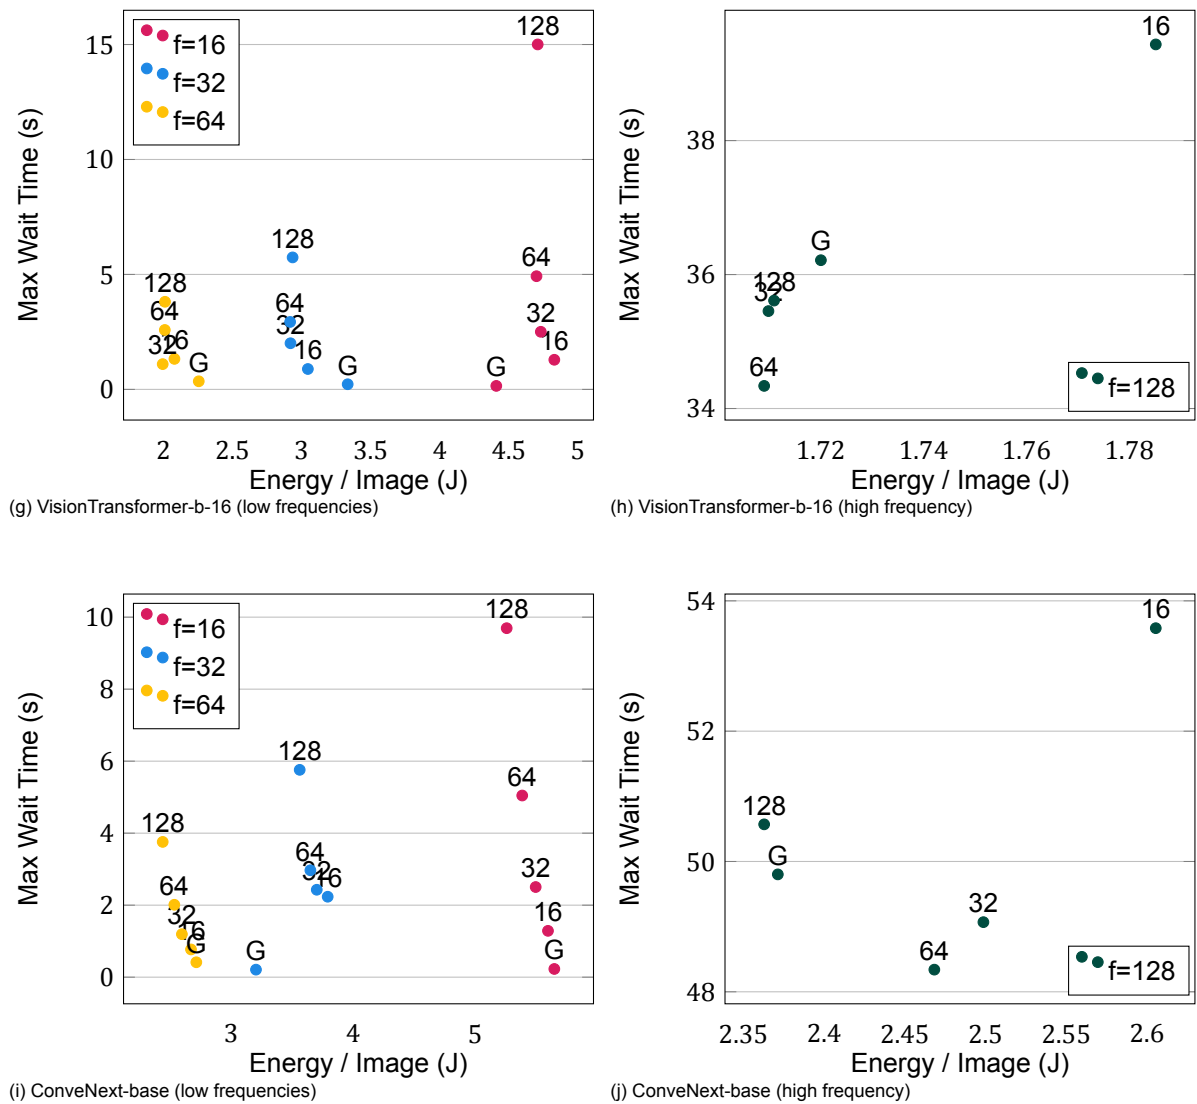 Max Wait Time (s)
15
10
5
0
f=16
f=32
f=64
128
64
32
16
G
128
64
32
16
G
128
64
32
16
G
2 2.5 3 3.5 4 4.5 5
Energy / Image (J)
(g) VisionTransformer-b-16 (low frequencies)
Max Wait Time (s)
38
36
34
16
G
128
32
64
f=128
1.72 1.74 1.76 1.78
Energy / Image (J)
(h) VisionTransformer-b-16 (high frequency)
Max Wait Time (s)
10
8
6
4
2
0
f=16
f=32
f=64
128
64
32
16
G
128
64
32
16
G
128
64
32
16
G
3 4 5
Energy / Image (J)
(i) ConveNext-base (low frequencies)
Max Wait Time (s)
54
52
50
48
16
128
G
32
64
f=128
2.35 2.4 2.45 2.5 2.55 2.6
Energy / Image (J)
(j) ConveNext-base (high frequency)